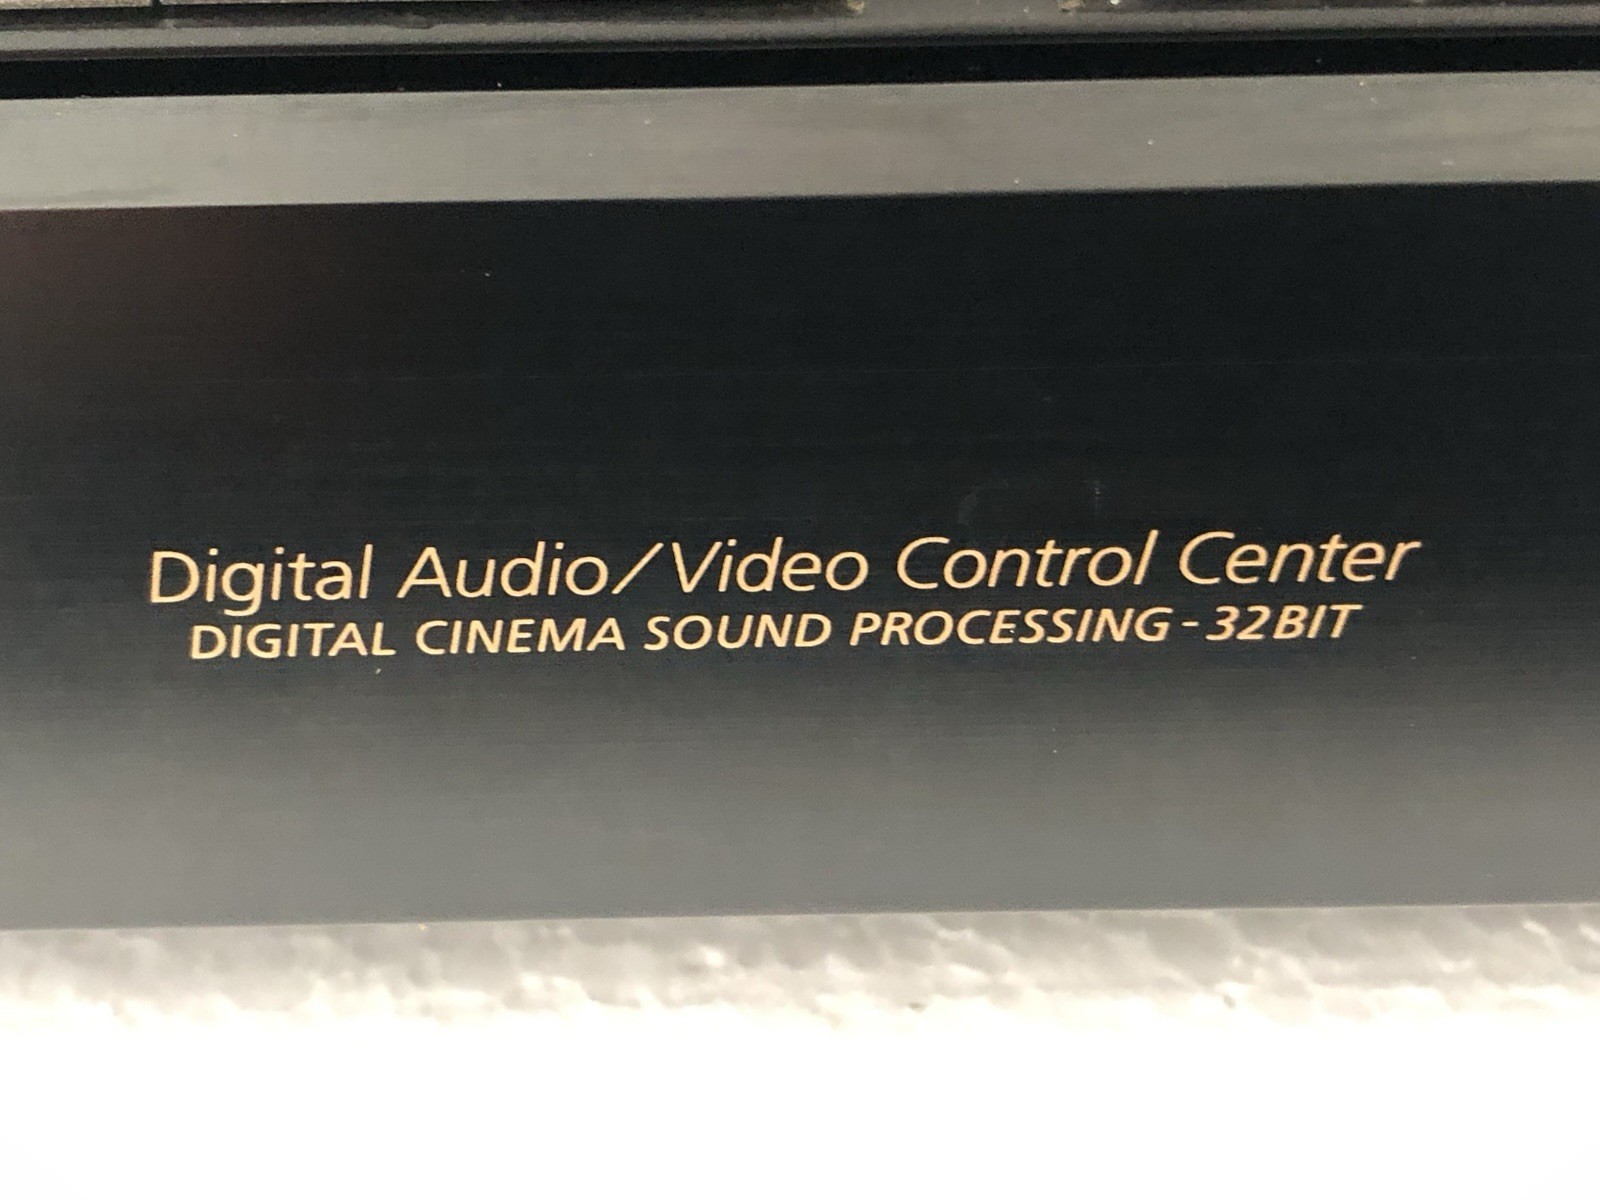 Digital Audio/Video Control Center
DIGITAL CINEMA SOUND PROCESSING-32BIT